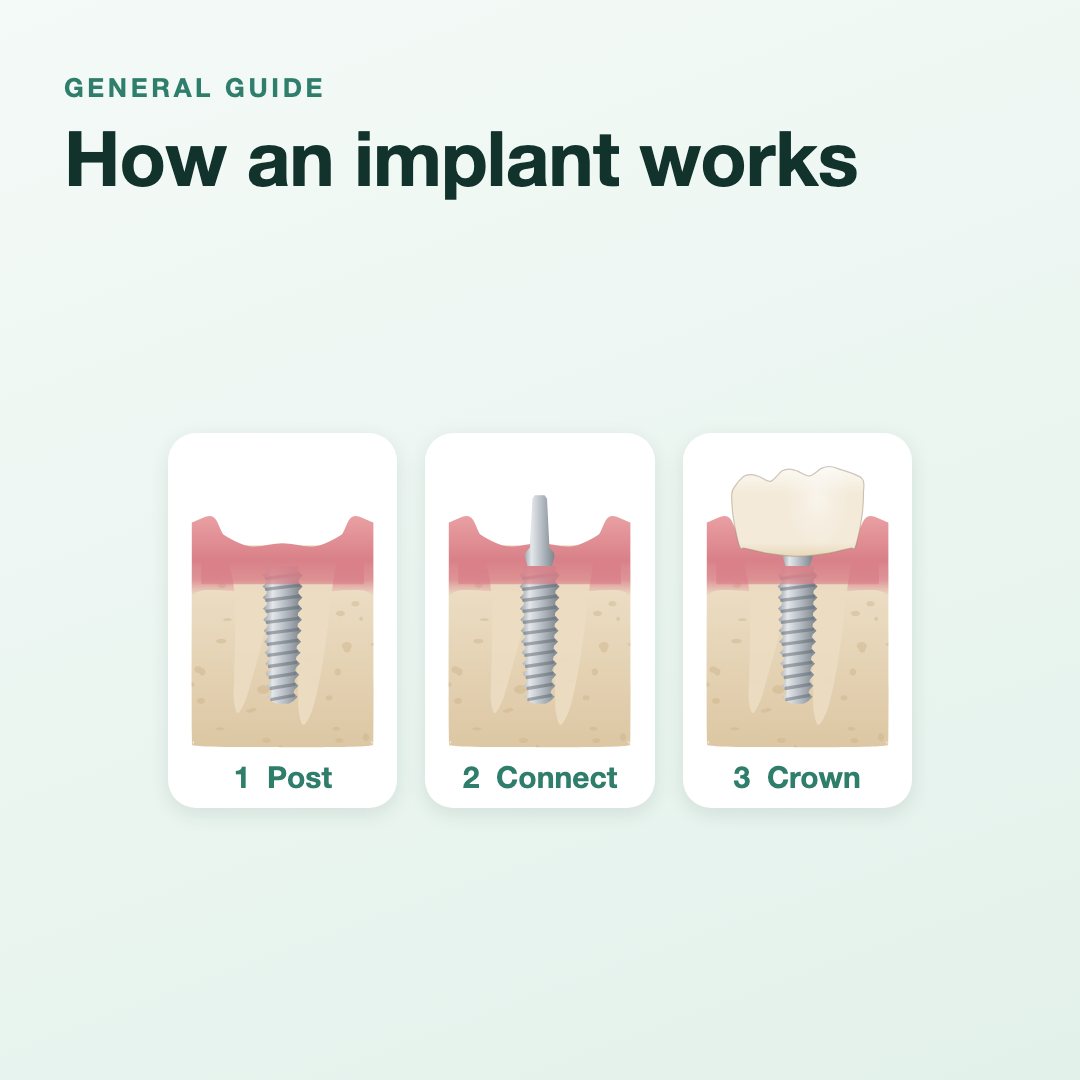 GENERAL GUIDE
How an implant works
1 Post
2 Connect
3 Crown